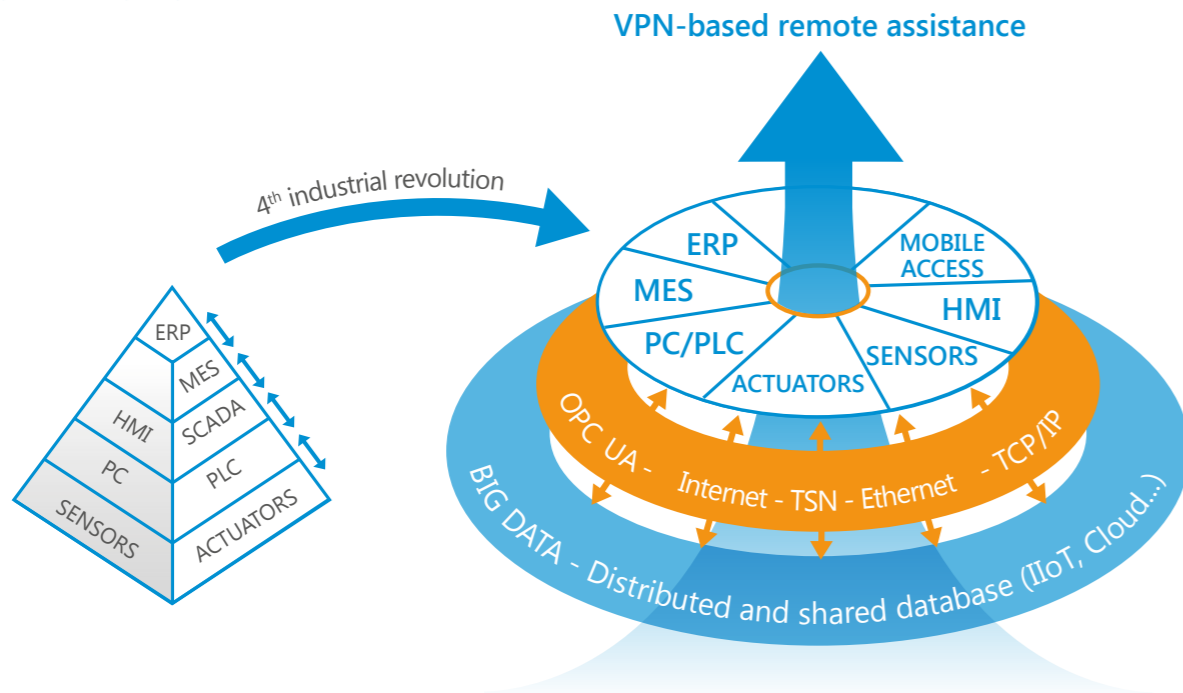 VPN-based remote assistance
4th industrial revolution
ERP
MES
HMI
SCADA
PC
PLC
SENSORS
ACTUATORS
ERP
MOBILE
ACCESS
MES
HMI
PC/PLC
SENSORS
ACTUATORS
OPC UA - Internet - TSN - Ethernet - TCP/IP
BIG DATA - Distributed and shared database (IIoT, Cloud...)